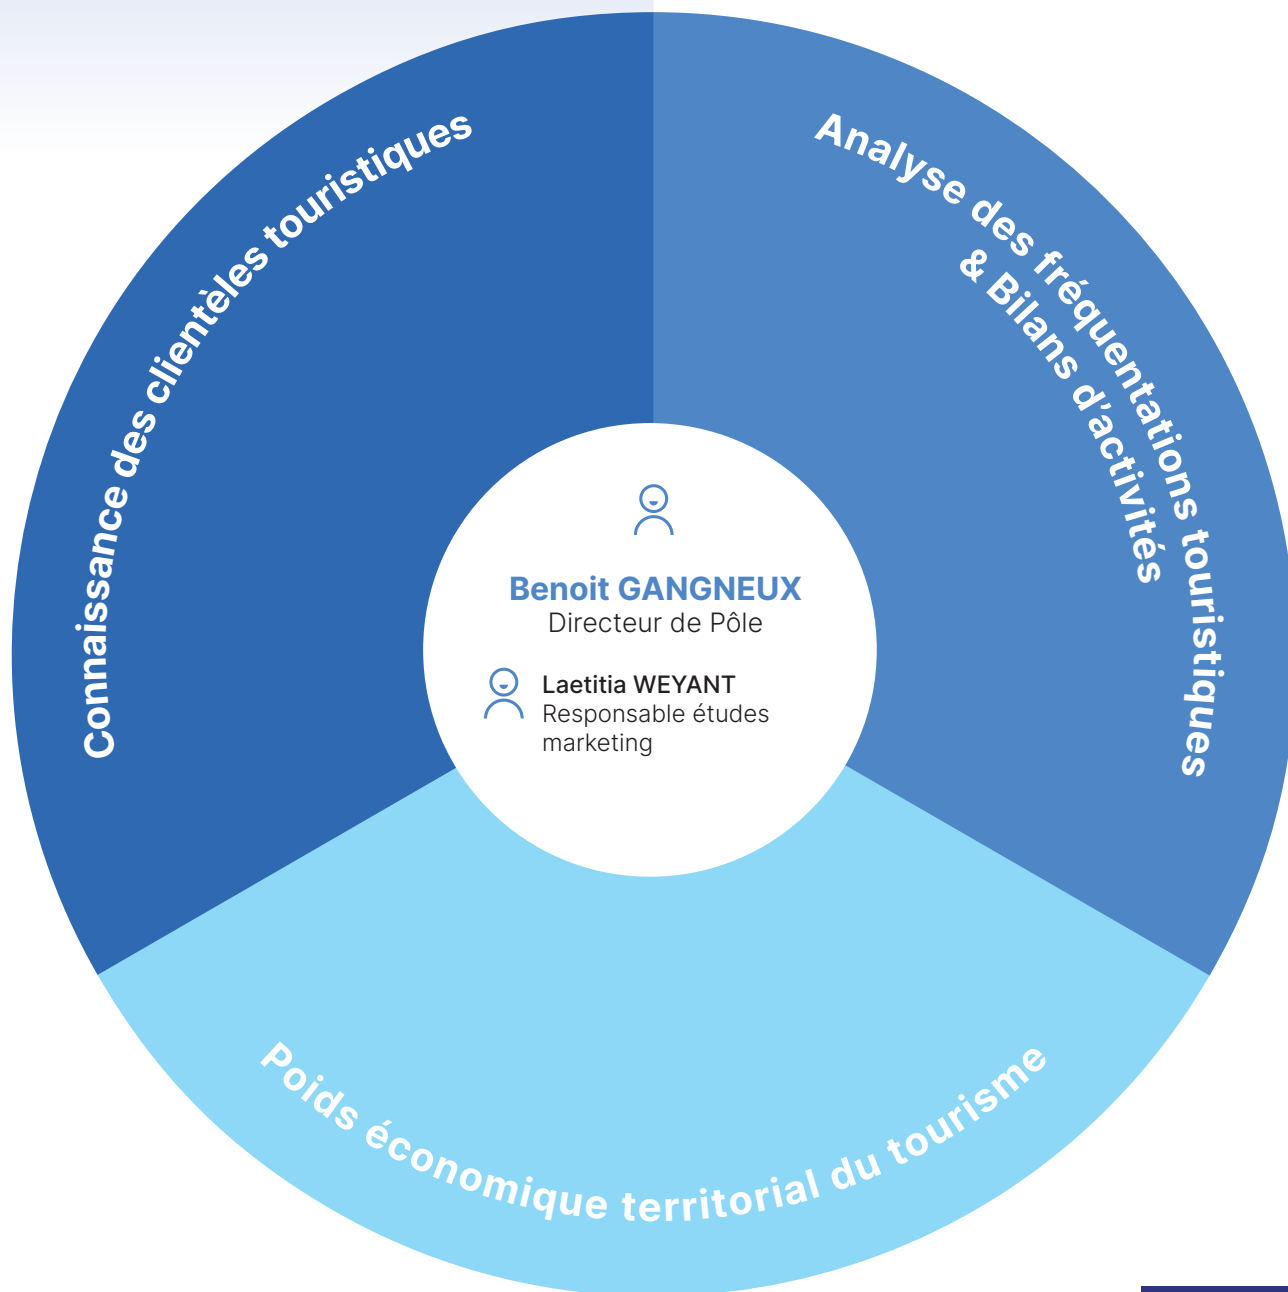 Connaissance des clientèles touristiques
Analyse des fréquentations touristiques
& Bilans d’activités
Benoit GANGNEUX
Directeur de Pôle
Laetitia WEYANT
Responsable études
marketing
Poids économique territorial du tourisme